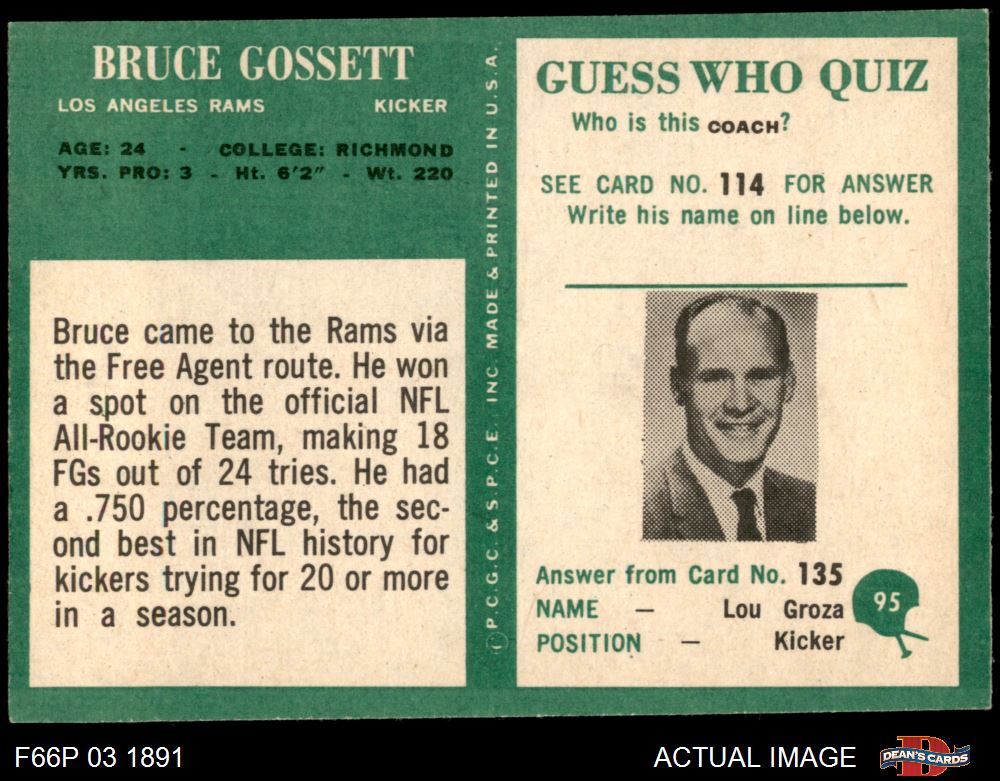 BRUCE GOSSETT
LOS ANGELES RAMS KICKER
AGE: 24 - COLLEGE: RICHMOND
YRS. PRO: 3 - Ht. 6'2" - Wt. 220
Bruce came to the Rams via
the Free Agent route. He won
a spot on the official NFL
All-Rookie Team, making 18
FGs out of 24 tries. He had
a .750 percentage, the sec-
ond best in NFL history for
kickers trying for 20 or more
in a season.
Ⓒ P.C.G.C. & S.P.C.E., INC. MADE & PRINTED IN U.S.A.
GUESS WHO QUIZ
Who is this COACH?
SEE CARD NO. 114 FOR ANSWER
Write his name on line below.
Answer from Card No. 135
NAME — Lou Groza
POSITION — Kicker
95
F66P 03 1891
ACTUAL IMAGE
DEAN'S CARDS